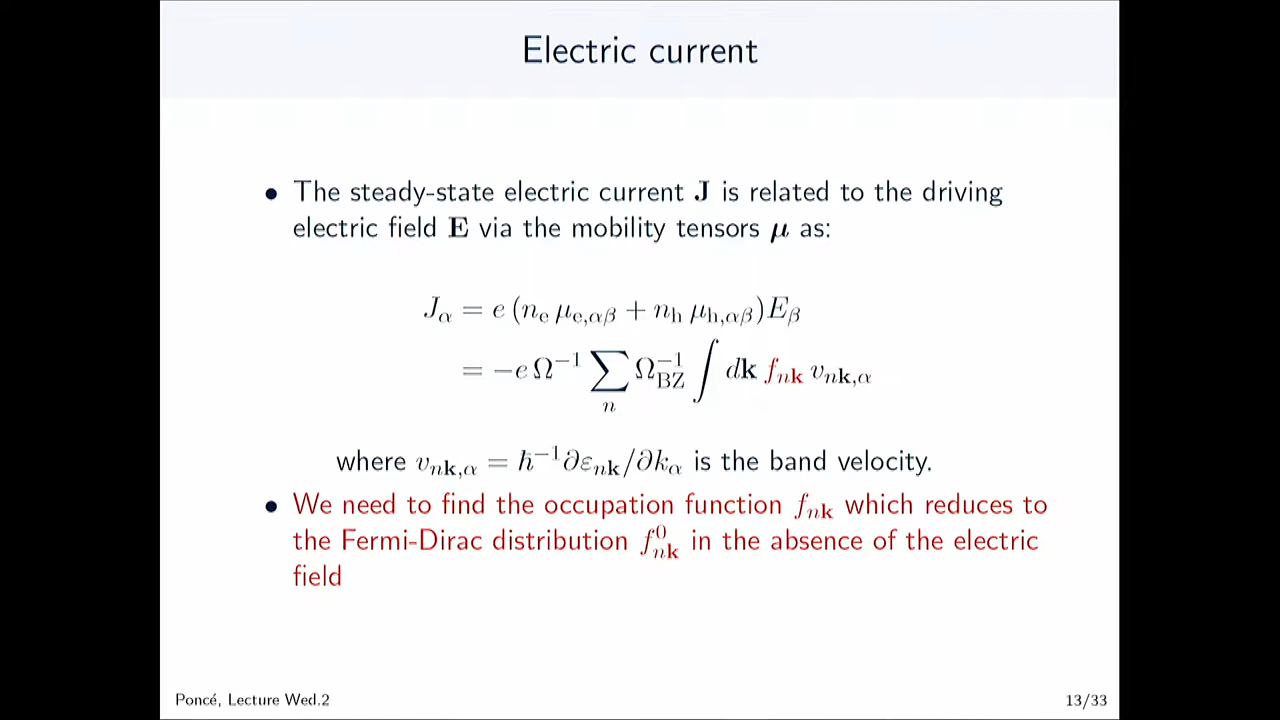 Electric current
• The steady-state electric current J is related to the driving
electric field E via the mobility tensors μ as:
J_α = e (n_e μ_{e,αβ} + n_h μ_{h,αβ}) E_β
= −e Ω^{−1} ∑_n Ω_{BZ}^{−1} ∫ dk f_{nk} v_{nk,α}
where v_{nk,α} = ħ^{−1}∂ε_{nk}/∂k_α is the band velocity.
• We need to find the occupation function f_{nk} which reduces to
the Fermi-Dirac distribution f^0_{nk} in the absence of the electric
field
Poncé, Lecture Wed.2
13/33